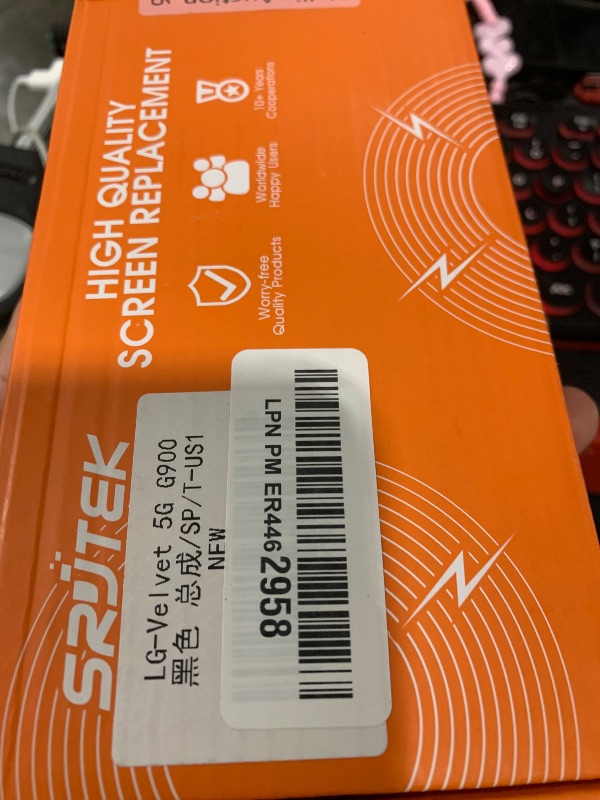 HIGH QUALITY
SCREEN REPLACEMENT
10+ Years
Cooperations
Worldwide
Happy Users
Worry-free
Quality Products
SRÜTEK
LG-Velvet 5G G900
黑色 总成/SP/T-US1
NEW
LPN PM ER4462958